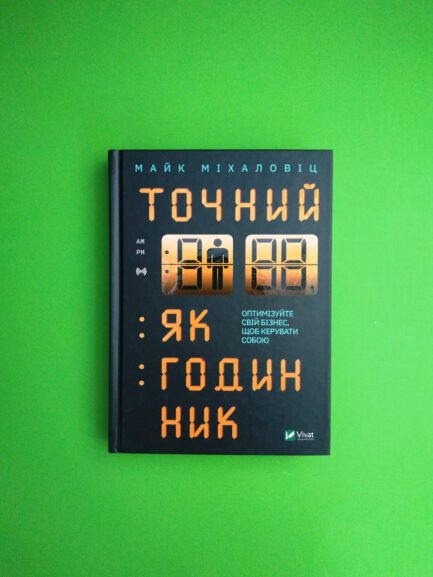 МАЙК МІХАЛОВІЦ
ТОЧНИЙ
AM
PM
ОПТИМІЗУЙТЕ
СВІЙ БІЗНЕС,
ЩОБ КЕРУВАТИ
СОБОЮ
: ЯК
: ГОДИН
НИК
Vivat